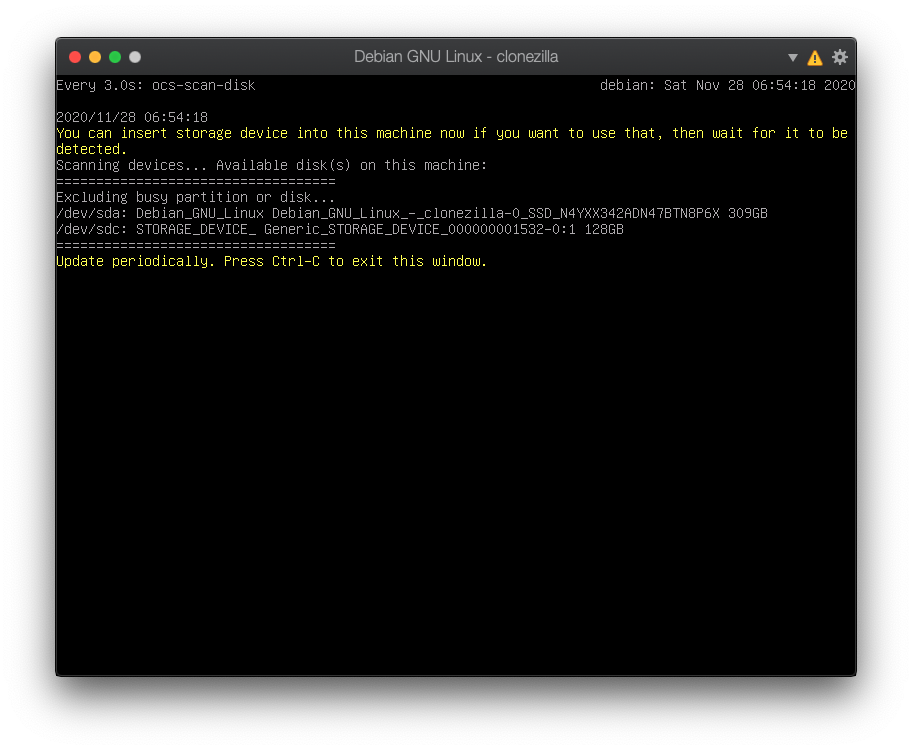 Debian GNU Linux - clonezilla
Every 3.0s: ocs-scan-disk debian: Sat Nov 28 06:54:18 2020
2020/11/28 06:54:18
You can insert storage device into this machine now if you want to use that, then wait for it to be
detected.
Scanning devices... Available disk(s) on this machine:
===================================
Excluding busy partition or disk...
/dev/sda: Debian_GNU_Linux Debian_GNU_Linux_-_clonezilla-0_SSD_N4YXX342ADN47BTN8P6X 309GB
/dev/sdc: STORAGE_DEVICE_ Generic_STORAGE_DEVICE_000000001532-0:1 128GB
===================================
Update periodically. Press Ctrl-C to exit this window.